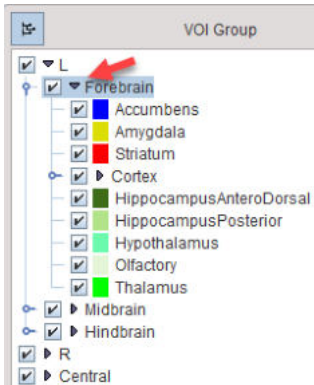 VOI Group
L
Forebrain
Accumbens
Amygdala
Striatum
Cortex
HippocampusAnteroDorsal
HippocampusPosterior
Hypothalamus
Olfactory
Thalamus
Midbrain
Hindbrain
R
Central